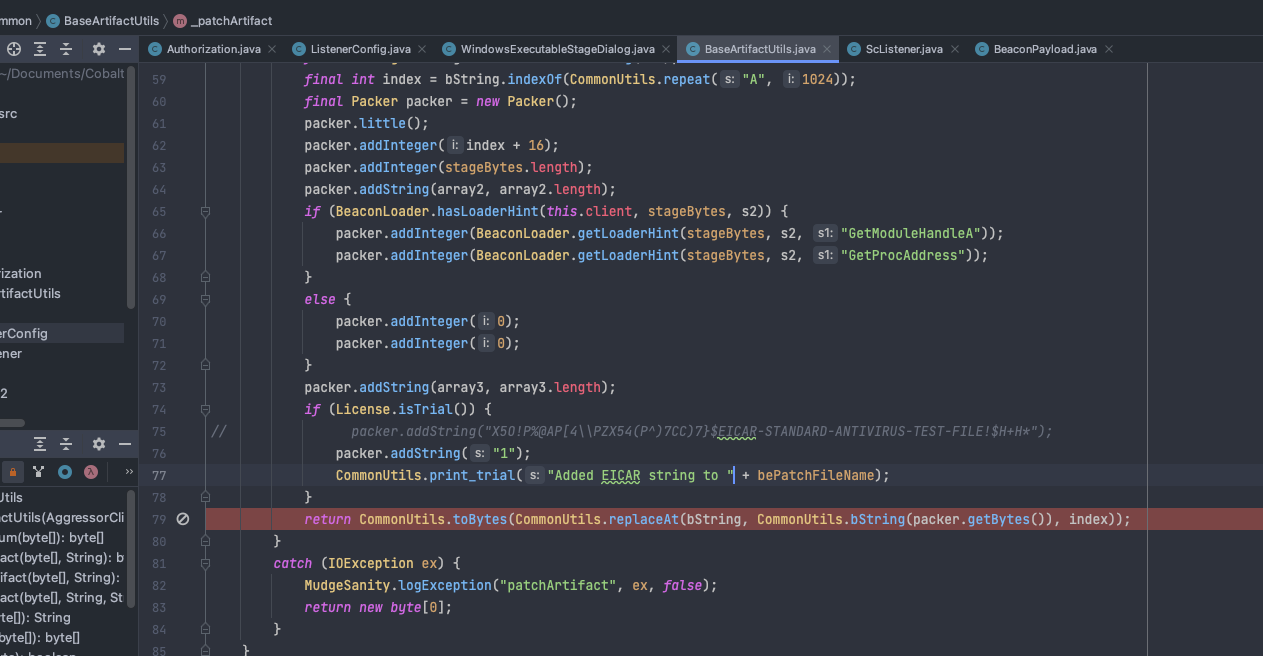 mmon BaseArtifactUtils _patchArtifact
Authorization.java ListenerConfig.java WindowsExecutableStageDialog.java BaseArtifactUtils.java ScListener.java BeaconPayload.java
~/Documents/Cobalt
src
rization
rtifactUtils
erConfig
ener
2
59 final int index = bString.indexOf(CommonUtils.repeat( s: "A", i: 1024));
60 final Packer packer = new Packer();
61 packer.little();
62 packer.addInteger( i: index + 16);
63 packer.addInteger(stageBytes.length);
64 packer.addString(array2, array2.length);
65 if (BeaconLoader.hasLoaderHint(this.client, stageBytes, s2)) {
66 packer.addInteger(BeaconLoader.getLoaderHint(stageBytes, s2, s1: "GetModuleHandleA"));
67 packer.addInteger(BeaconLoader.getLoaderHint(stageBytes, s2, s1: "GetProcAddress"));
68 }
69 else {
70 packer.addInteger( i: 0);
71 packer.addInteger( i: 0);
72 }
73 packer.addString(array3, array3.length);
74 if (License.isTrial()) {
75 // packer.addString("X5O!P%@AP[4\\PZX54(P^)7CC)7}$EICAR-STANDARD-ANTIVIRUS-TEST-FILE!$H+H*");
76 packer.addString( s: "1");
77 CommonUtils.print_trial( s: "Added EICAR string to " + bePatchFileName);
78 }
79 return CommonUtils.toBytes(CommonUtils.replaceAt(bString, CommonUtils.bString(packer.getBytes()), index));
80 }
81 catch (IOException ex) {
82 MudgeSanity.logException("patchArtifact", ex, false);
83 return new byte[0];
84 }
85 }
Utils
actUtils(AggressorCli
um(byte[]): byte[]
act(byte[], String): b
ifact(byte[], String):
act(byte[], String, St
rte[]): String
byte[]): byte[]